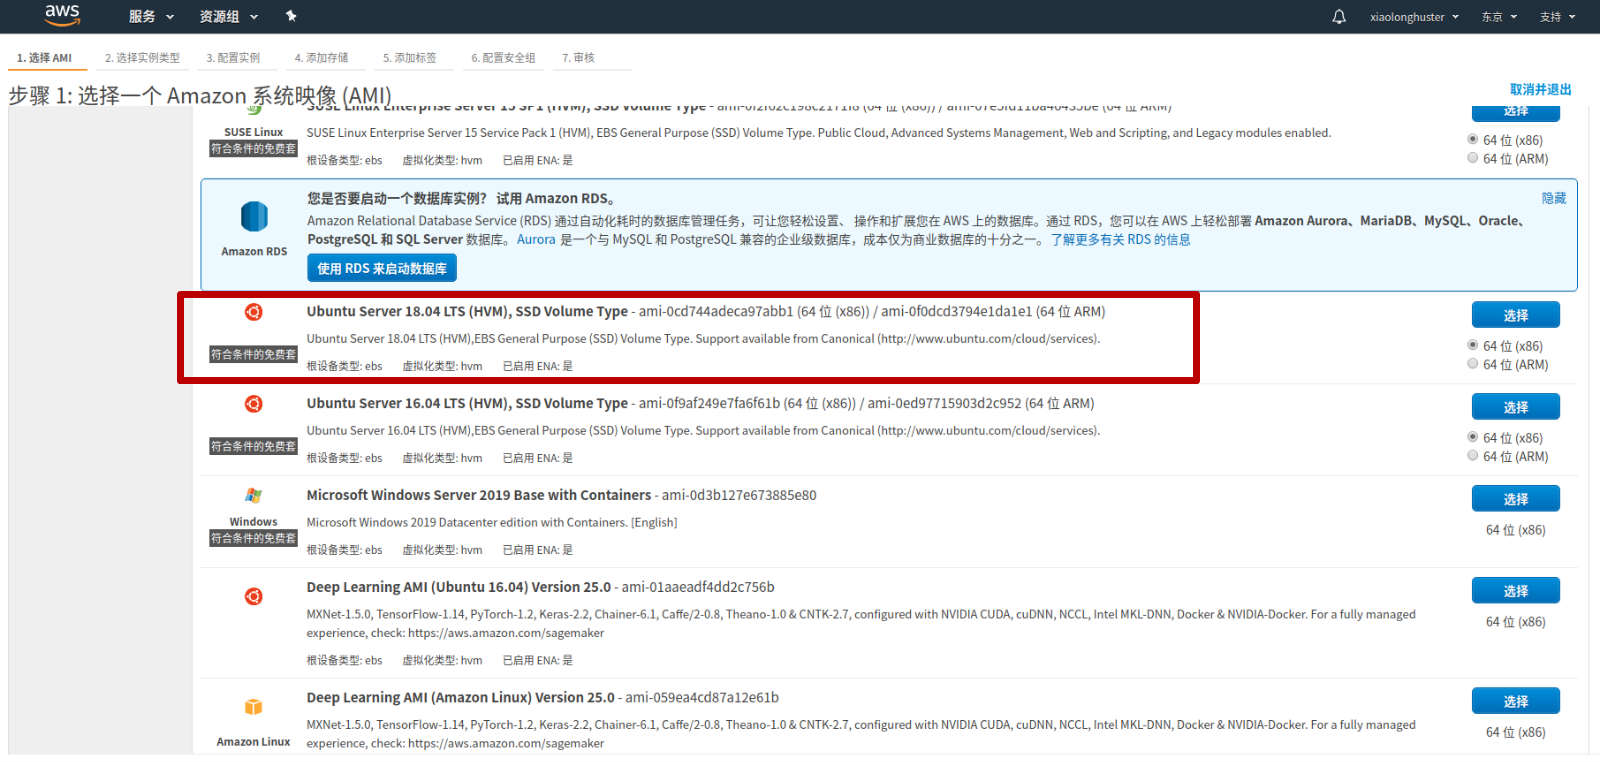 aws 服务 资源组 xiaolonghuster 东京 支持
1. 选择 AMI 2. 选择实例类型 3. 配置实例 4. 添加存储 5. 添加标签 6. 配置安全组 7. 审核
步骤 1: 选择一个 Amazon 系统映像 (AMI) 取消并退出
SUSE Linux Enterprise Server 15 SP1 (HVM), SSD Volume Type - (64 位 (x86)) / (64 位 ARM) 选择
SUSE Linux
符合条件的免费套
SUSE Linux Enterprise Server 15 Service Pack 1 (HVM), EBS General Purpose (SSD) Volume Type. Public Cloud, Advanced Systems Management, Web and Scripting, and Legacy modules enabled.
根设备类型: ebs 虚拟化类型: hvm 已启用 ENA: 是
64 位 (x86)
64 位 (ARM)
您是否要启动一个数据库实例？ 试用 Amazon RDS。 隐藏
Amazon RDS
Amazon Relational Database Service (RDS) 通过自动化耗时的数据库管理任务，可让您轻松设置、 操作和扩展您在 AWS 上的数据库。通过 RDS，您可以在 AWS 上轻松部署 Amazon Aurora、MariaDB、MySQL、Oracle、
PostgreSQL 和 SQL Server 数据库。 Aurora 是一个与 MySQL 和 PostgreSQL 兼容的企业级数据库，成本仅为商业数据库的十分之一。 了解更多有关 RDS 的信息
使用 RDS 来启动数据库
Ubuntu Server 18.04 LTS (HVM), SSD Volume Type - ami-0cd744adeca97abb1 (64 位 (x86)) / ami-0f0dcd3794e1da1e1 (64 位 ARM) 选择
符合条件的免费套
Ubuntu Server 18.04 LTS (HVM),EBS General Purpose (SSD) Volume Type. Support available from Canonical (http://www.ubuntu.com/cloud/services).
根设备类型: ebs 虚拟化类型: hvm 已启用 ENA: 是
64 位 (x86)
64 位 (ARM)
Ubuntu Server 16.04 LTS (HVM), SSD Volume Type - ami-0f9af249e7fa6f61b (64 位 (x86)) / ami-0ed97715903d2c952 (64 位 ARM) 选择
符合条件的免费套
Ubuntu Server 16.04 LTS (HVM),EBS General Purpose (SSD) Volume Type. Support available from Canonical (http://www.ubuntu.com/cloud/services).
根设备类型: ebs 虚拟化类型: hvm 已启用 ENA: 是
64 位 (x86)
64 位 (ARM)
Microsoft Windows Server 2019 Base with Containers - ami-0d3b127e673885e80 选择
Windows
符合条件的免费套
Microsoft Windows 2019 Datacenter edition with Containers. [English]
根设备类型: ebs 虚拟化类型: hvm 已启用 ENA: 是
64 位 (x86)
Deep Learning AMI (Ubuntu 16.04) Version 25.0 - ami-01aaeadf4dd2c756b 选择
MXNet-1.5.0, TensorFlow-1.14, PyTorch-1.2, Keras-2.2, Chainer-6.1, Caffe/2-0.8, Theano-1.0 & CNTK-2.7, configured with NVIDIA CUDA, cuDNN, NCCL, Intel MKL-DNN, Docker & NVIDIA-Docker. For a fully managed
experience, check: https://aws.amazon.com/sagemaker
根设备类型: ebs 虚拟化类型: hvm 已启用 ENA: 是
64 位 (x86)
Deep Learning AMI (Amazon Linux) Version 25.0 - ami-059ea4cd87a12e61b 选择
Amazon Linux
MXNet-1.5.0, TensorFlow-1.14, PyTorch-1.2, Keras-2.2, Chainer-6.1, Caffe/2-0.8, Theano-1.0 & CNTK-2.7, configured with NVIDIA CUDA, cuDNN, NCCL, Intel MKL-DNN, Docker & NVIDIA-Docker. For a fully managed
experience, check: https://aws.amazon.com/sagemaker
64 位 (x86)